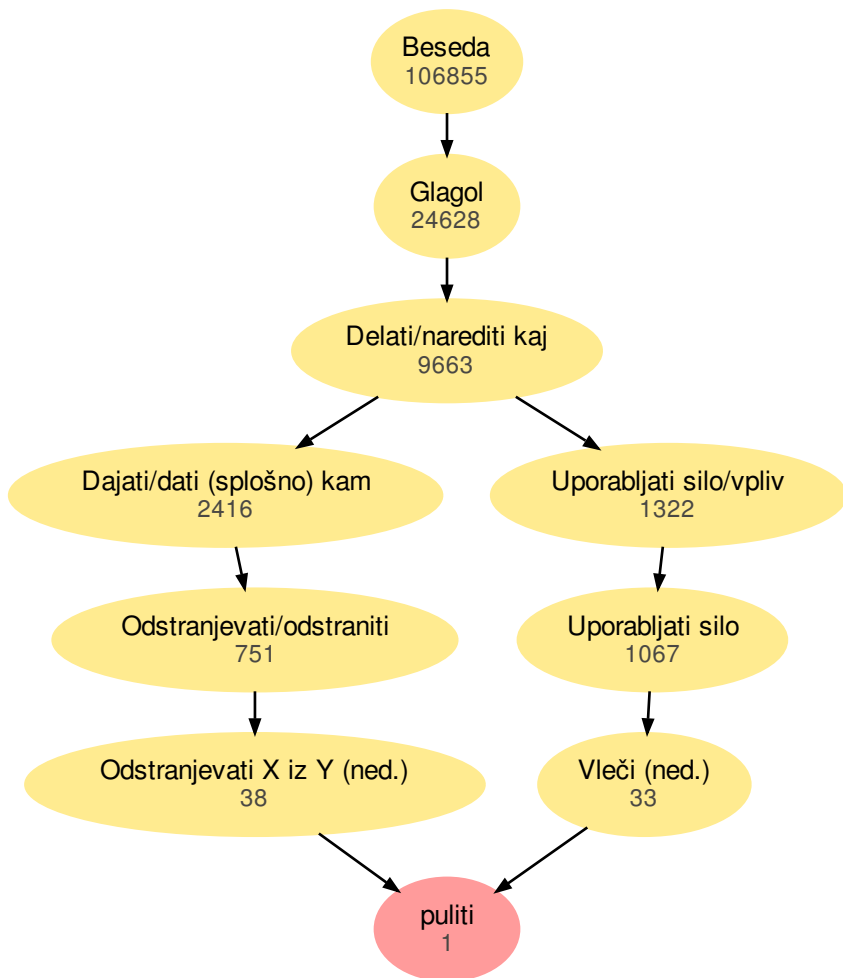 Beseda
106855
Glagol
24628
Delati/narediti kaj
9663
Dajati/dati (splošno) kam
2416
Uporabljati silo/vpliv
1322
Odstranjevati/odstraniti
751
Uporabljati silo
1067
Odstranjevati X iz Y (ned.)
38
Vleči (ned.)
33
puliti
1